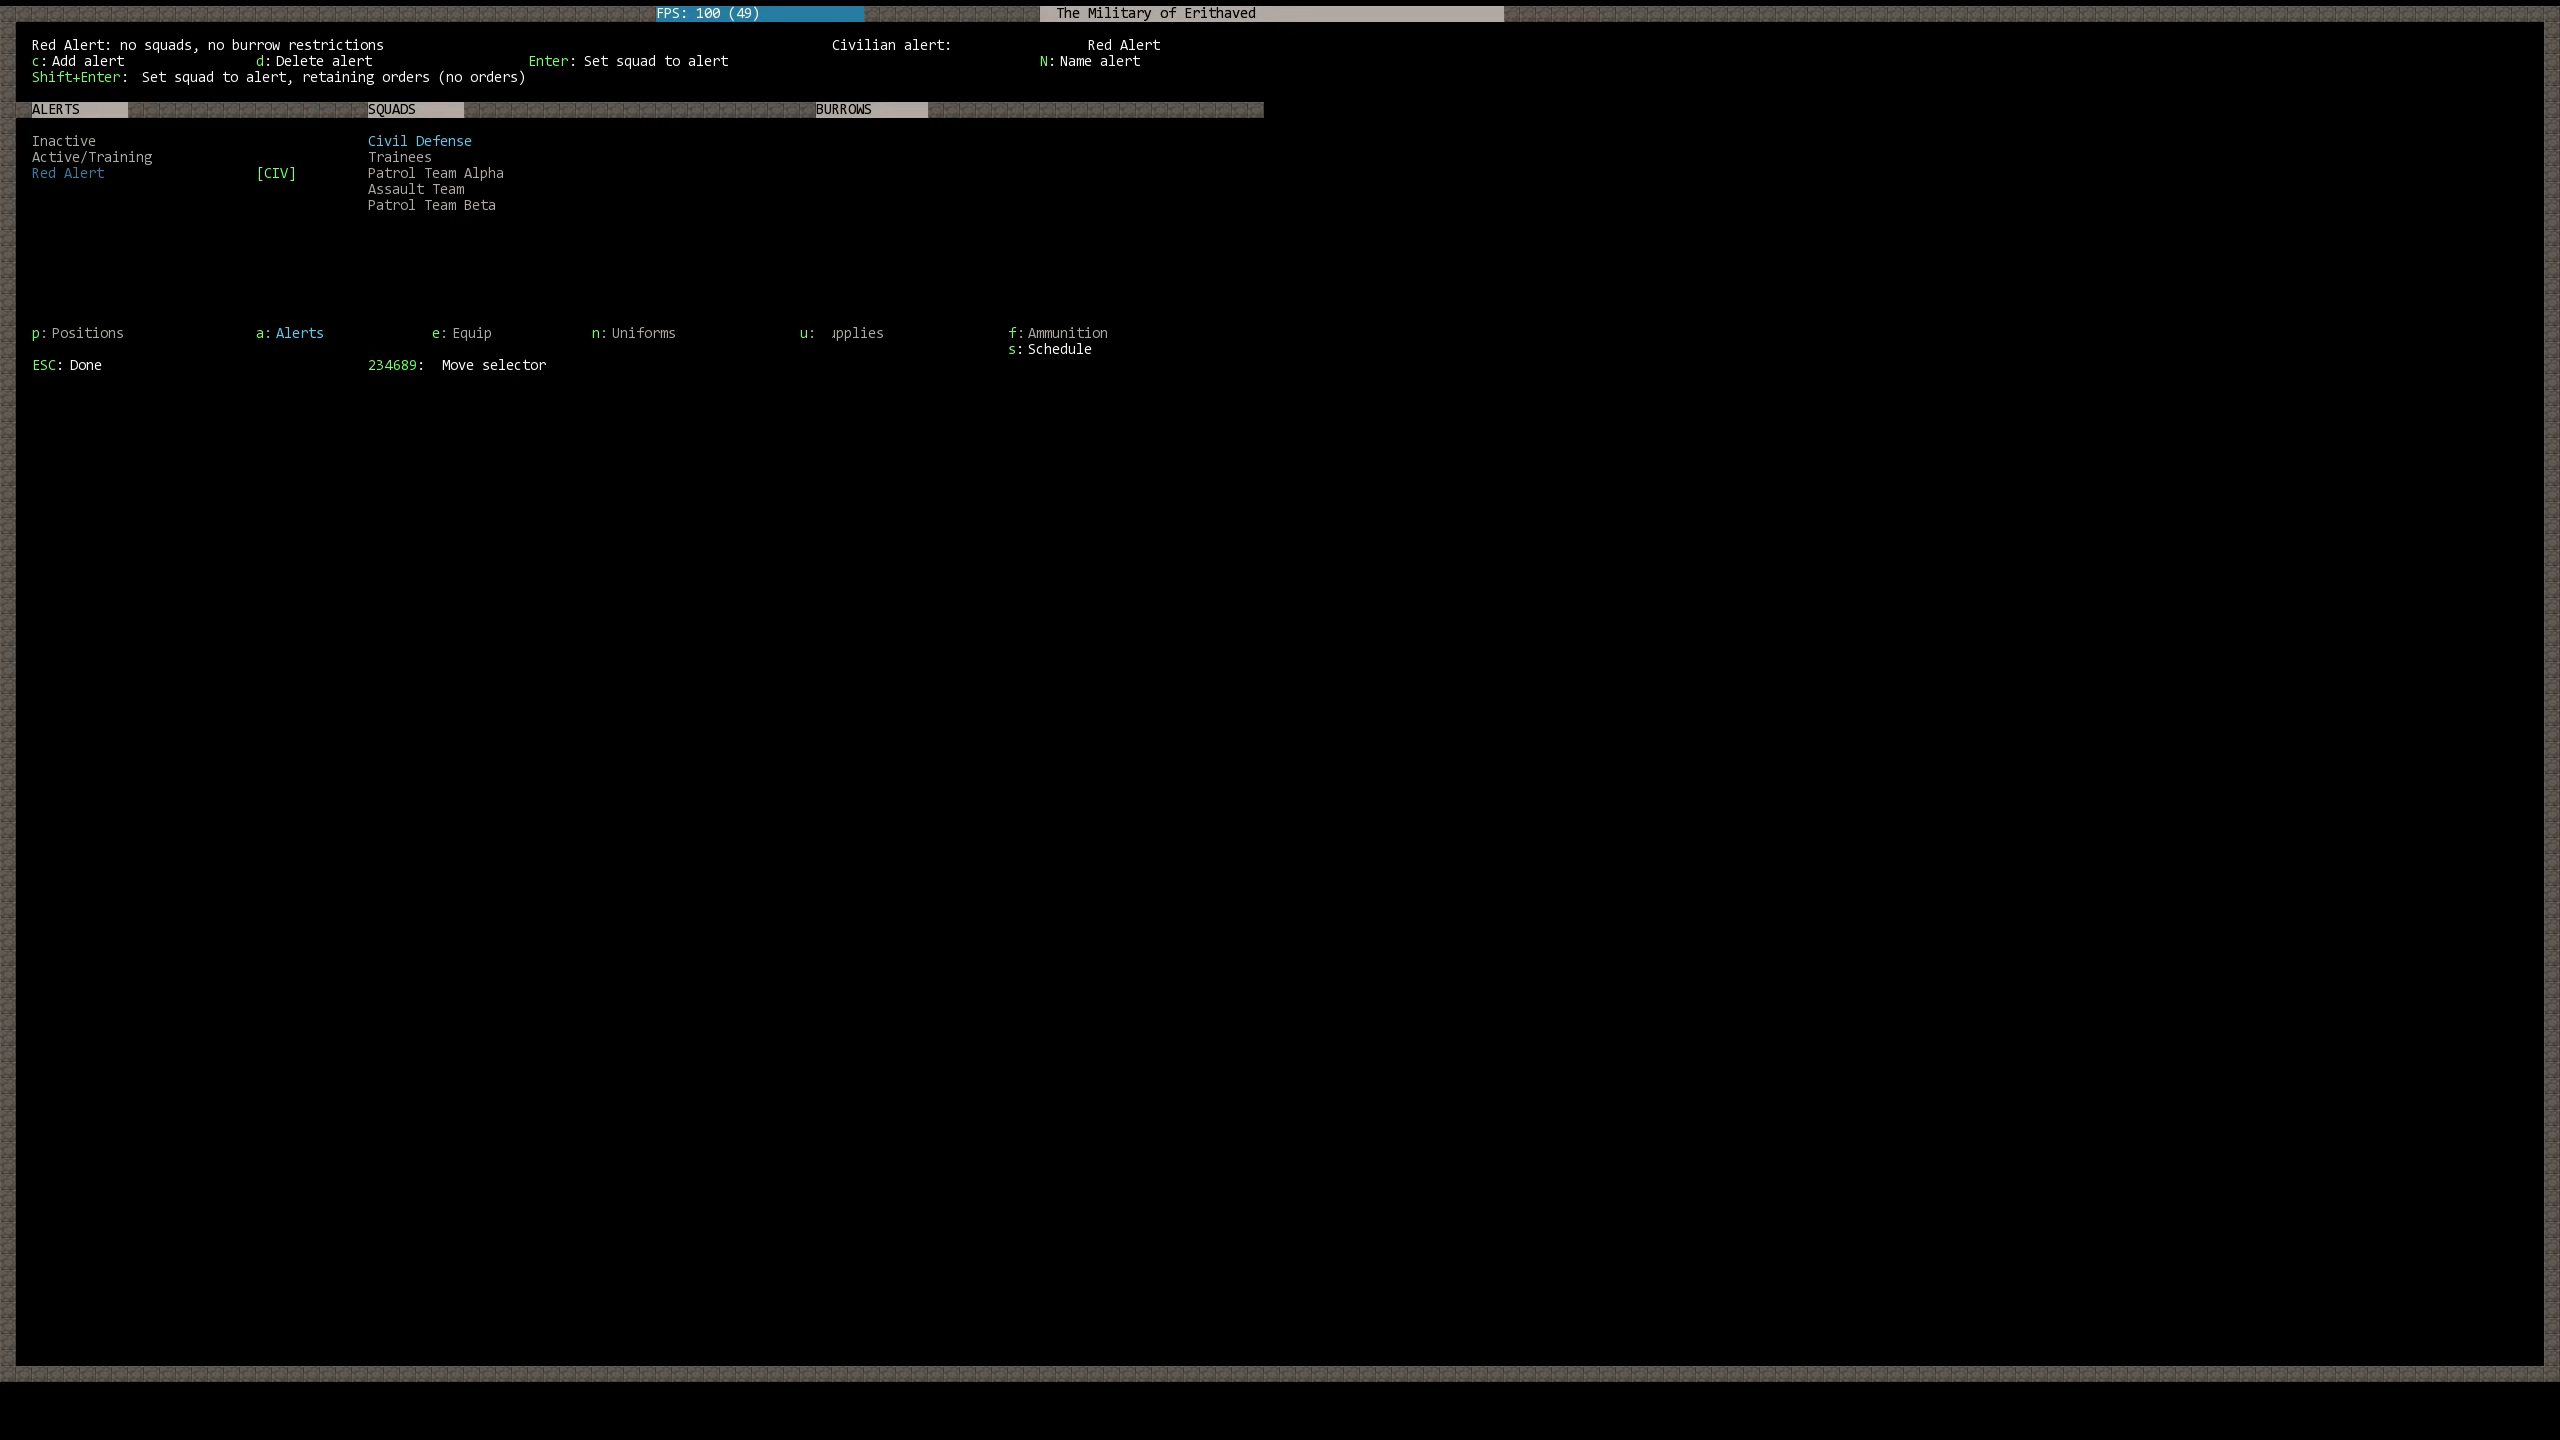 FPS: 100 (49) The Military of Erithaved
Red Alert: no squads, no burrow restrictions Civilian alert: Red Alert
c: Add alert d: Delete alert Enter: Set squad to alert N: Name alert
Shift+Enter: Set squad to alert, retaining orders (no orders)
ALERTS SQUADS BURROWS
Inactive Civil Defense
Active/Training Trainees
Red Alert [CIV] Patrol Team Alpha
Assault Team
Patrol Team Beta
p: Positions a: Alerts e: Equip n: Uniforms u: upplies f: Ammunition
s: Schedule
ESC: Done 234689: Move selector